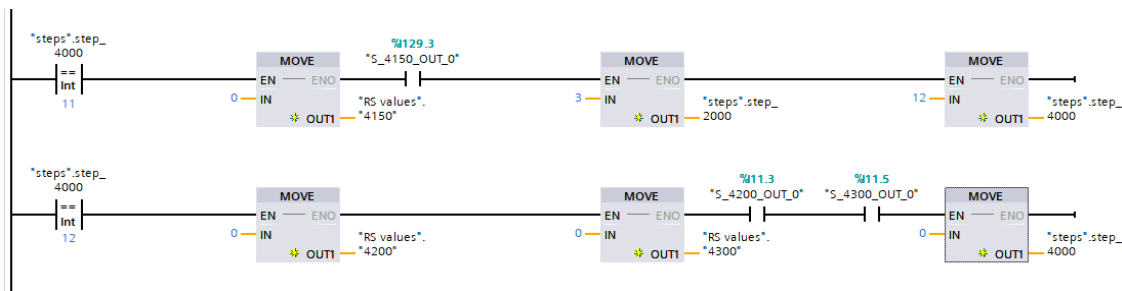 "steps".step_
4000
==
Int
11
MOVE
EN ENO
0 IN
OUT1
"RS values".
"4150"
%I129.3
"S_4150_OUT_0"
MOVE
EN ENO
3 IN
OUT1
"steps".step_
2000
MOVE
EN ENO
12 IN
OUT1
"steps".step_
4000
"steps".step_
4000
==
Int
12
MOVE
EN ENO
0 IN
OUT1
"RS values".
"4200"
MOVE
EN ENO
0 IN
OUT1
"RS values".
"4300"
%I11.3
"S_4200_OUT_0"
%I11.5
"S_4300_OUT_0"
MOVE
EN ENO
0 IN
OUT1
"steps".step_
4000